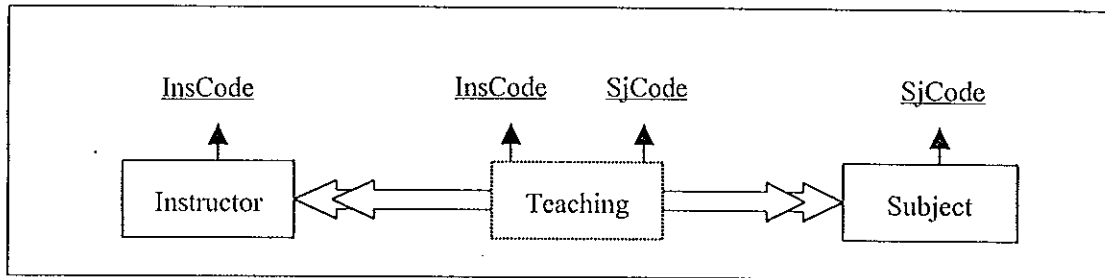 InsCode InsCode SjCode SjCode
Instructor Teaching Subject